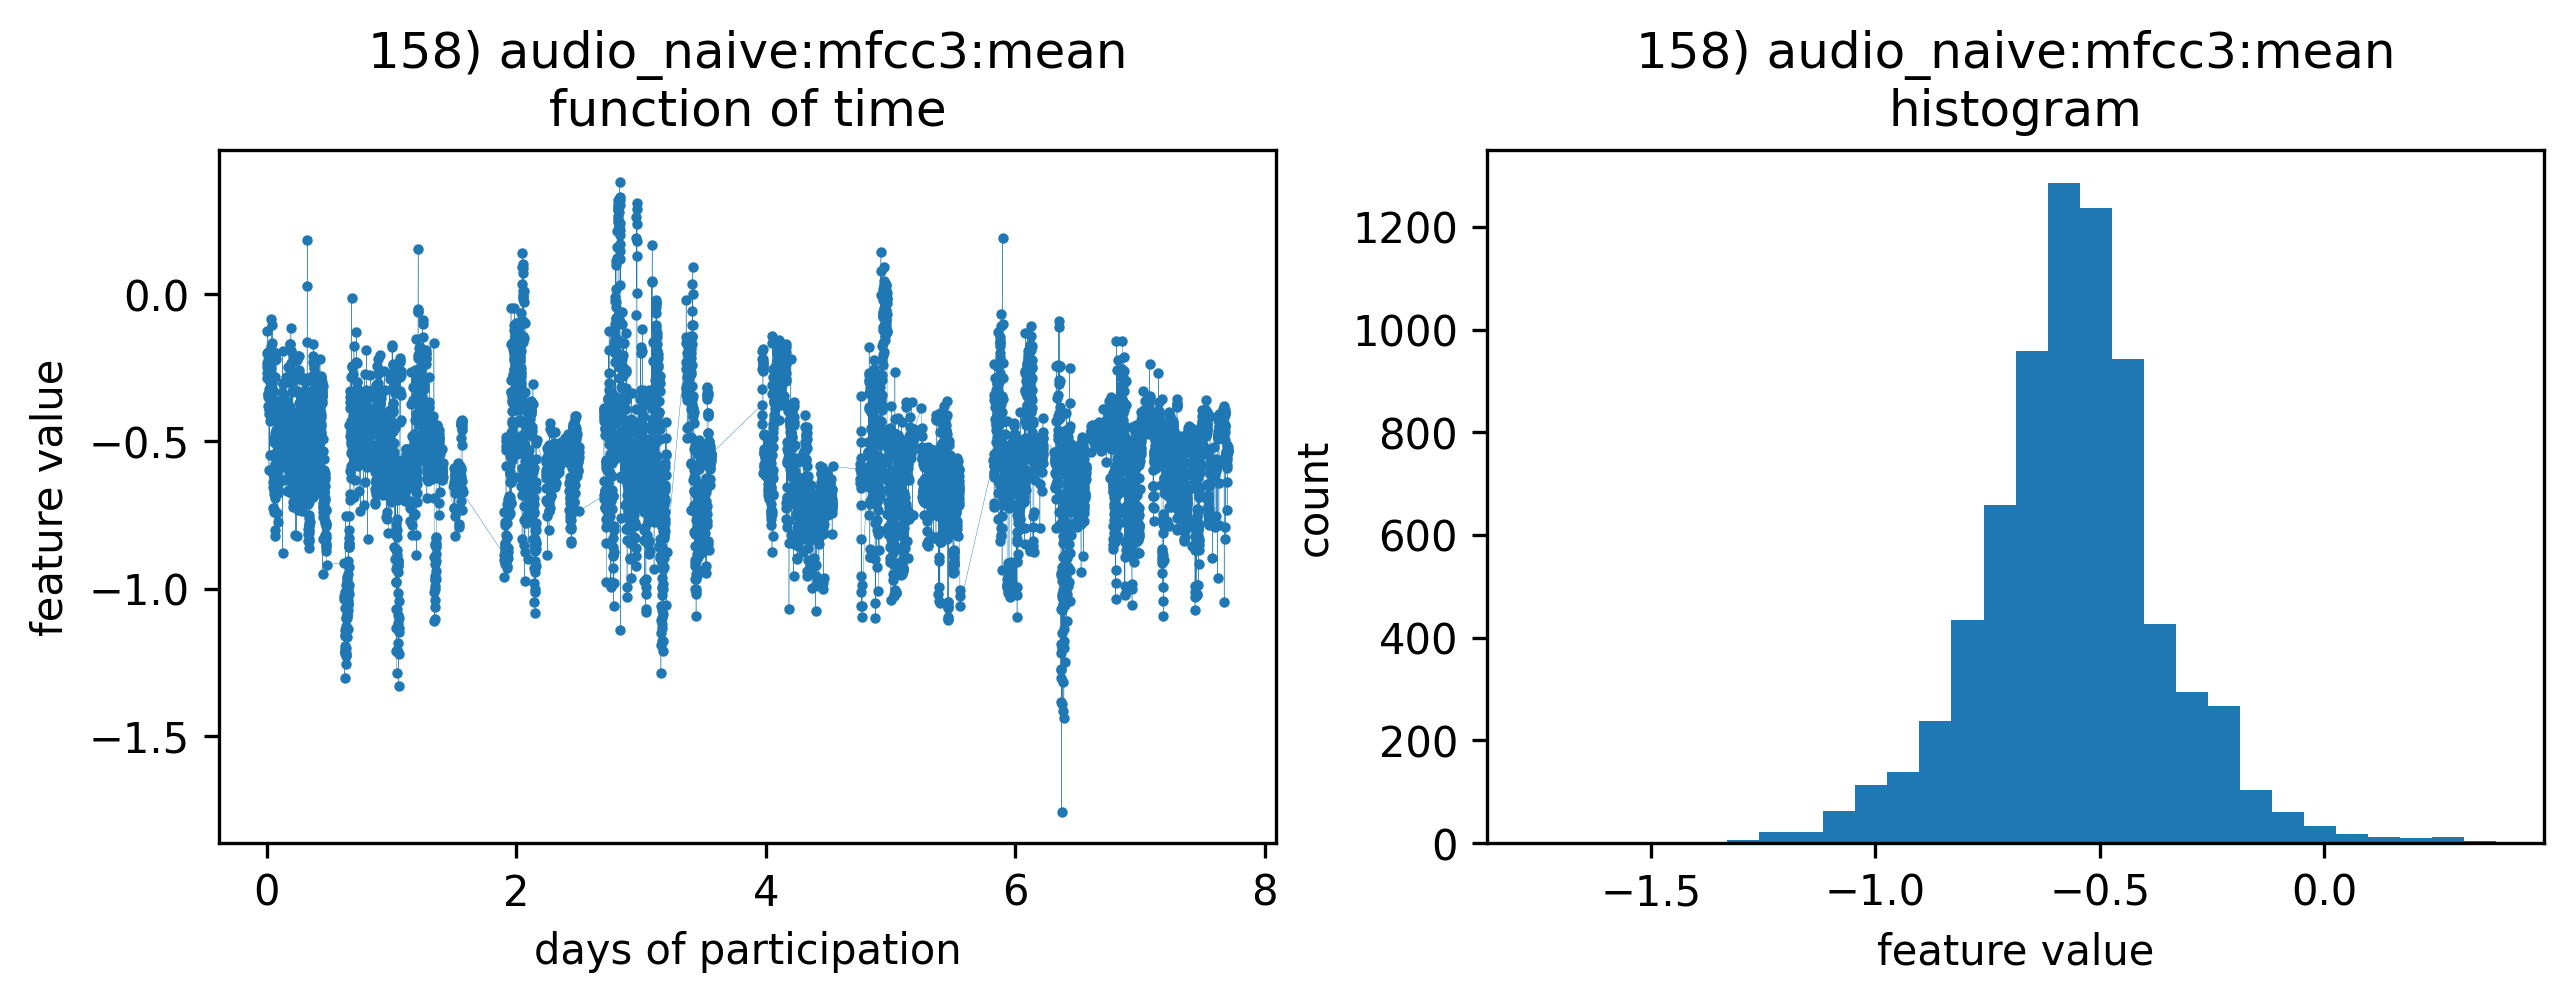 158) audio_naive:mfcc3:mean
function of time
feature value
0.0
−0.5
−1.0
−1.5
0
2
4
6
8
days of participation
158) audio_naive:mfcc3:mean
histogram
count
1200
1000
800
600
400
200
0
−1.5
−1.0
−0.5
0.0
feature value